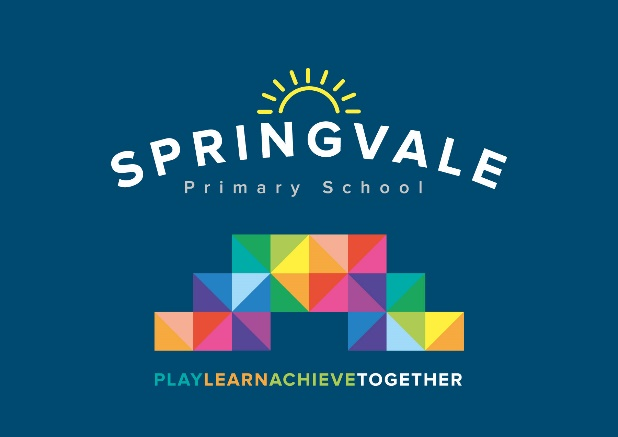 SPRINGVALE
Primary School
PLAYLEARNACHIEVETOGETHER